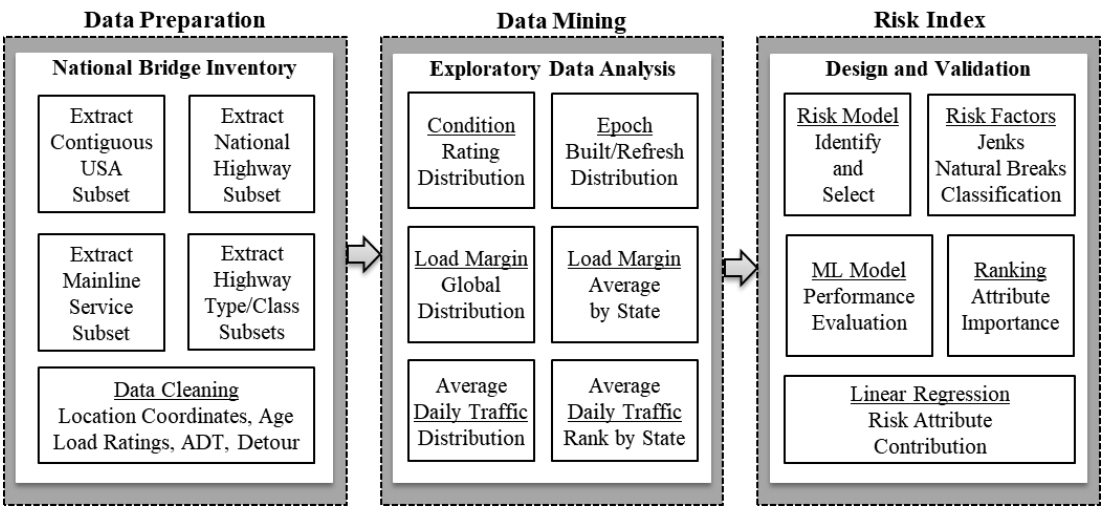 Data Preparation
National Bridge Inventory
Extract
Contiguous
USA
Subset
Extract
National
Highway
Subset
Extract
Mainline
Service
Subset
Extract
Highway
Type/Class
Subsets
Data Cleaning
Location Coordinates, Age
Load Ratings, ADT, Detour
Data Mining
Exploratory Data Analysis
Condition
Rating
Distribution
Epoch
Built/Refresh
Distribution
Load Margin
Global
Distribution
Load Margin
Average
by State
Average
Daily Traffic
Distribution
Average
Daily Traffic
Rank by State
Risk Index
Design and Validation
Risk Model
Identify
and
Select
Risk Factors
Jenks
Natural Breaks
Classification
ML Model
Performance
Evaluation
Ranking
Attribute
Importance
Linear Regression
Risk Attribute
Contribution